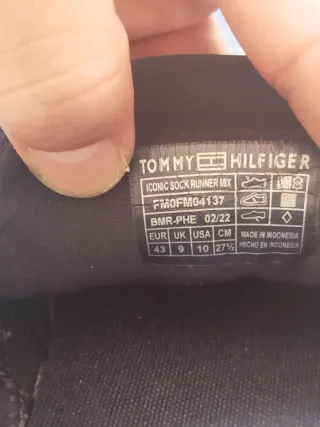 TOMMY HILFIGER
ICONIC SOCK RUNNER MIX
FM0FM04137
BMR-PHE 02/22
EUR UK USA CM
43 9 10 27½
MADE IN INDONESIA
HECHO EN INDONESIA